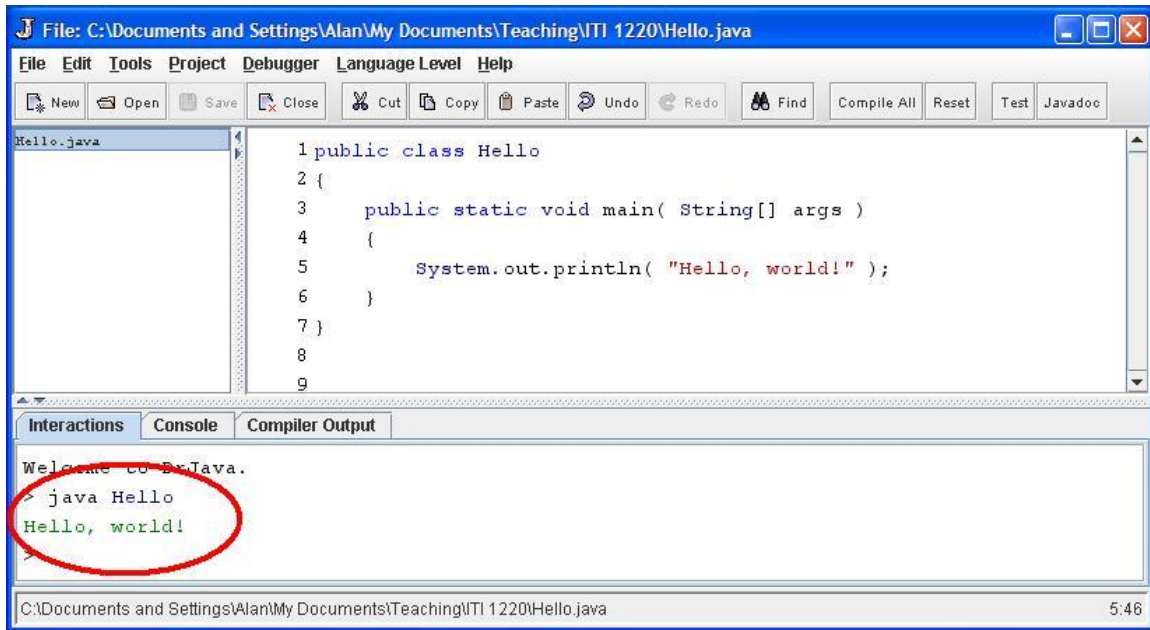 File: C:\Documents and Settings\Alan\My Documents\Teaching\ITI 1220\Hello.java
File Edit Tools Project Debugger Language Level Help
New Open Save Close Cut Copy Paste Undo Redo Find Compile All Reset Test Javadoc
Hello.java
1 public class Hello
2 {
3 public static void main( String[] args )
4 {
5 System.out.println( "Hello, world!" );
6 }
7 }
8
9
Interactions Console Compiler Output
Welcome to DrJava.
> java Hello
Hello, world!
>
C:\Documents and Settings\Alan\My Documents\Teaching\ITI 1220\Hello.java 5:46